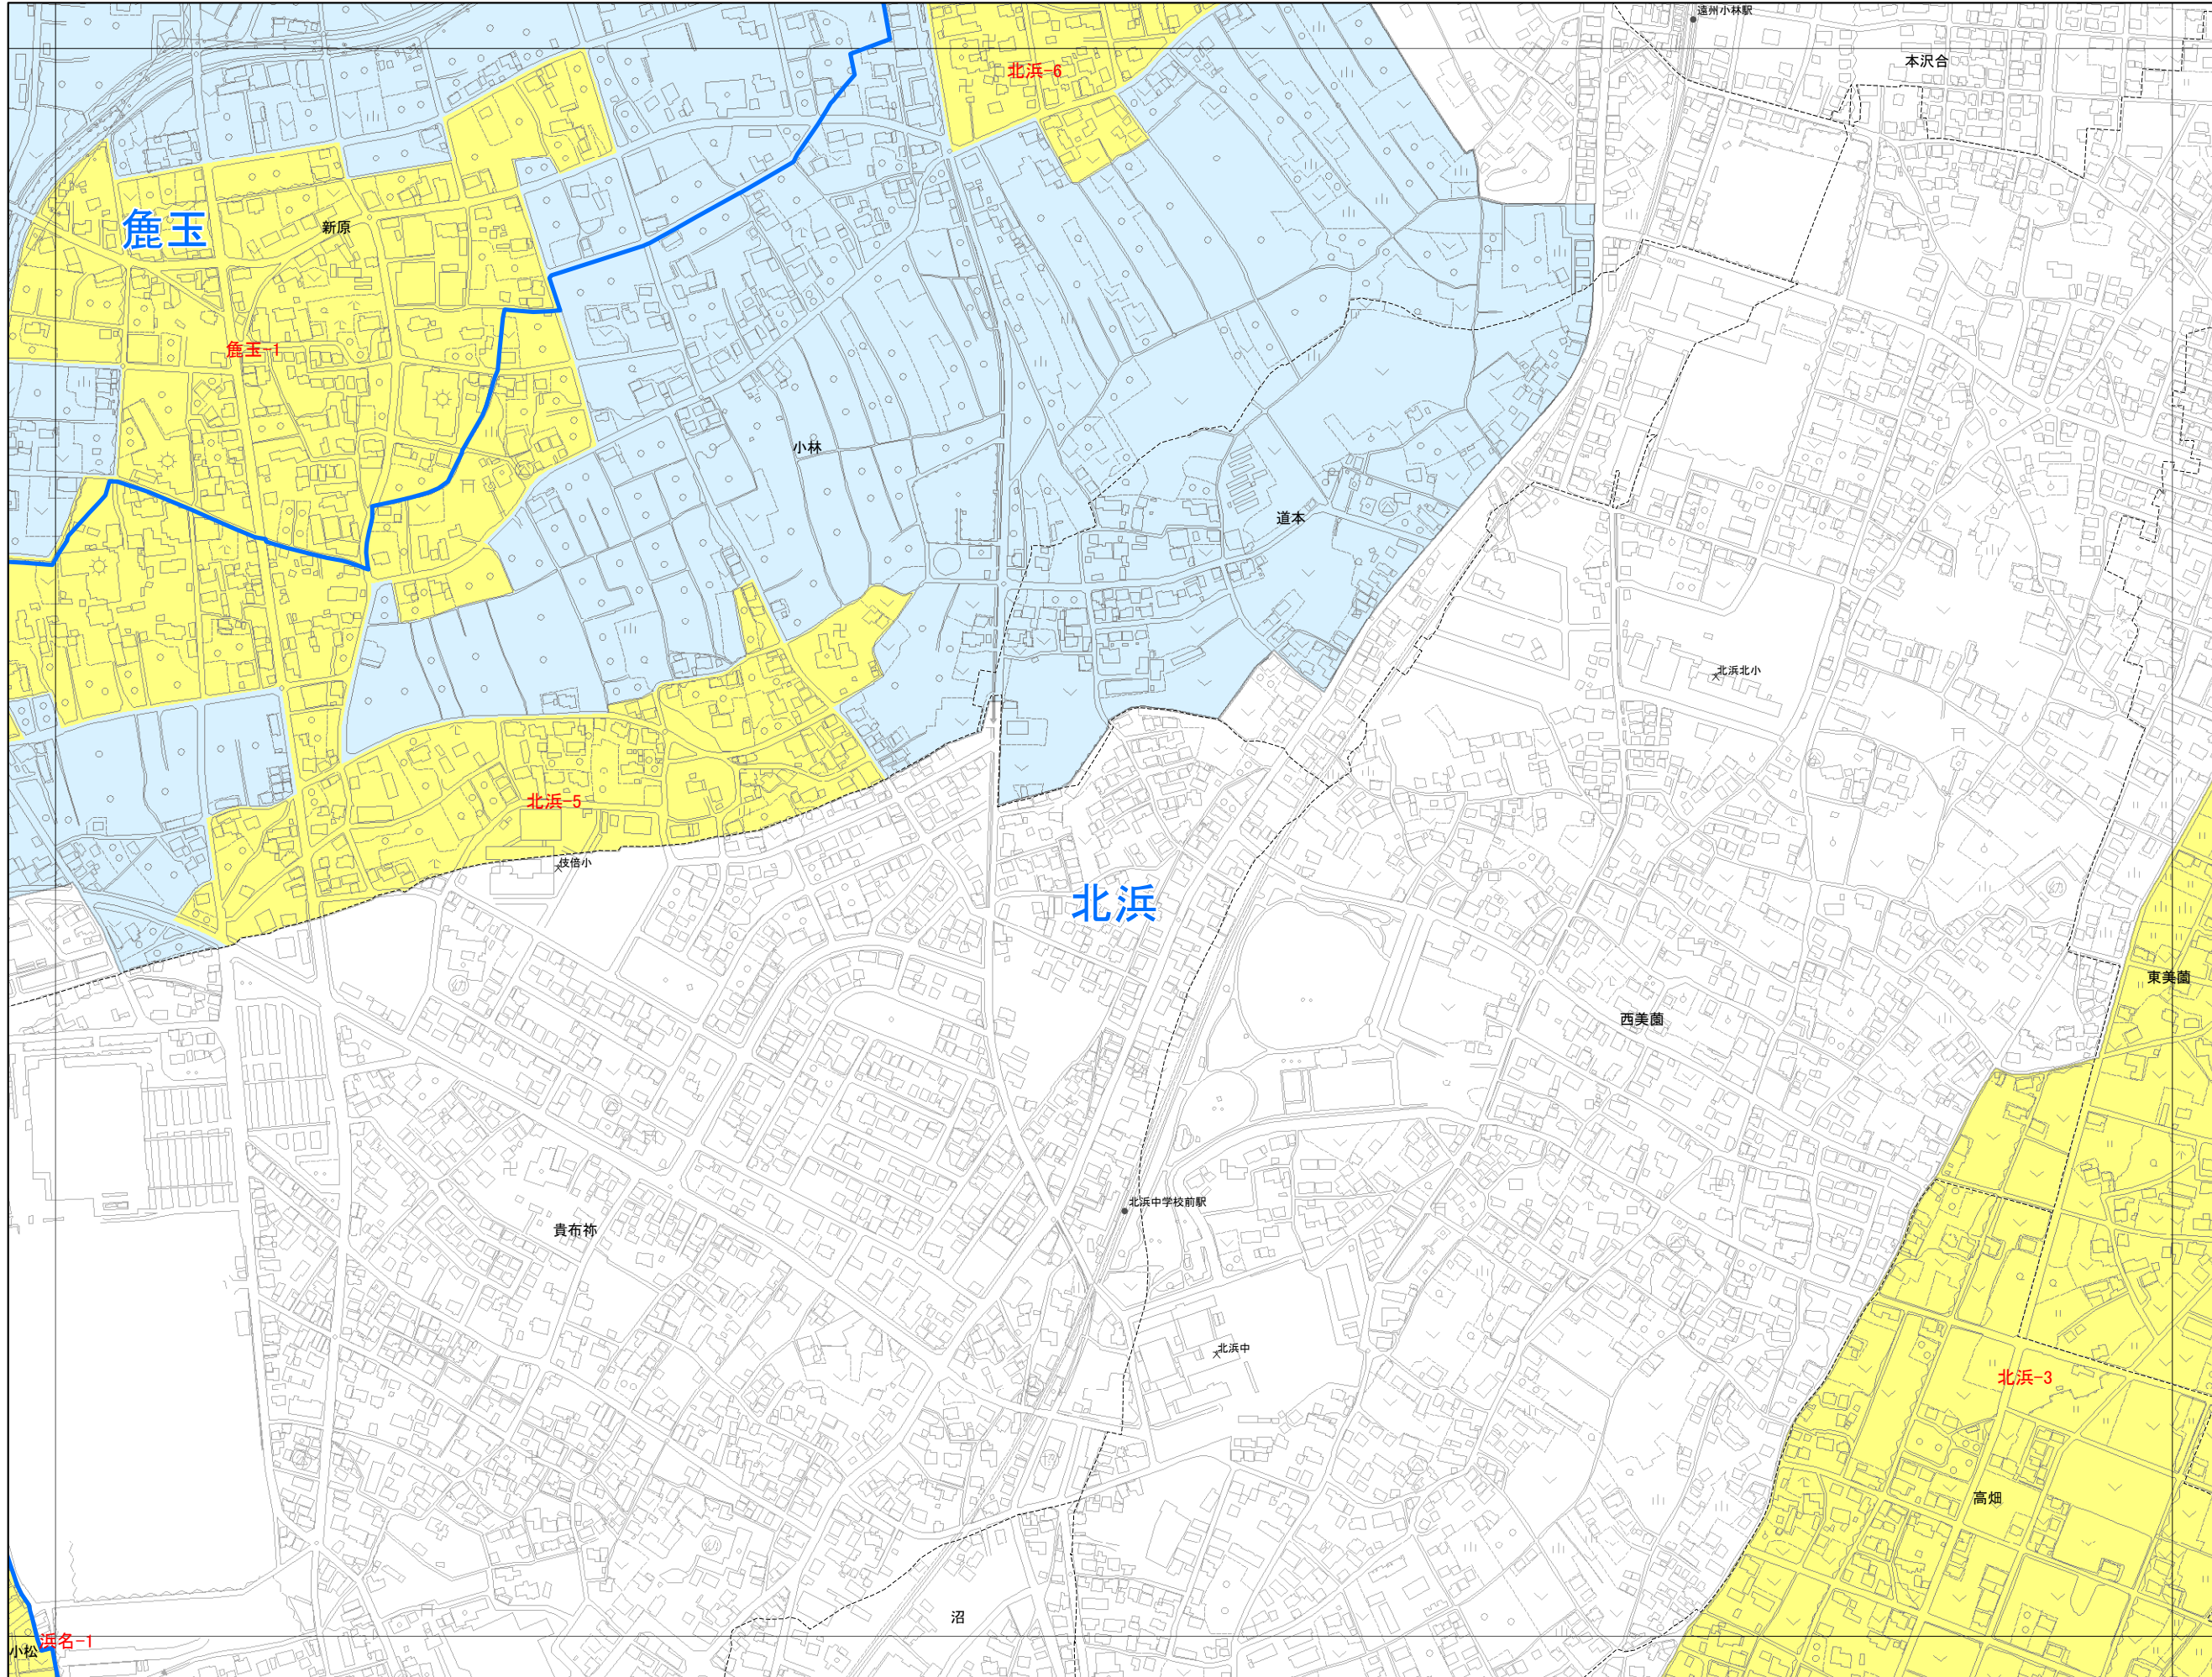 遠州小林駅
本沢合
北浜-6
麁玉
新原
麁玉-1
小林
道本
北浜北小
北浜-5
伎倍小
北浜
東美薗
西美薗
北浜中学校前駅
貴布祢
北浜中
北浜-3
高畑
沼
浜名-1
小松